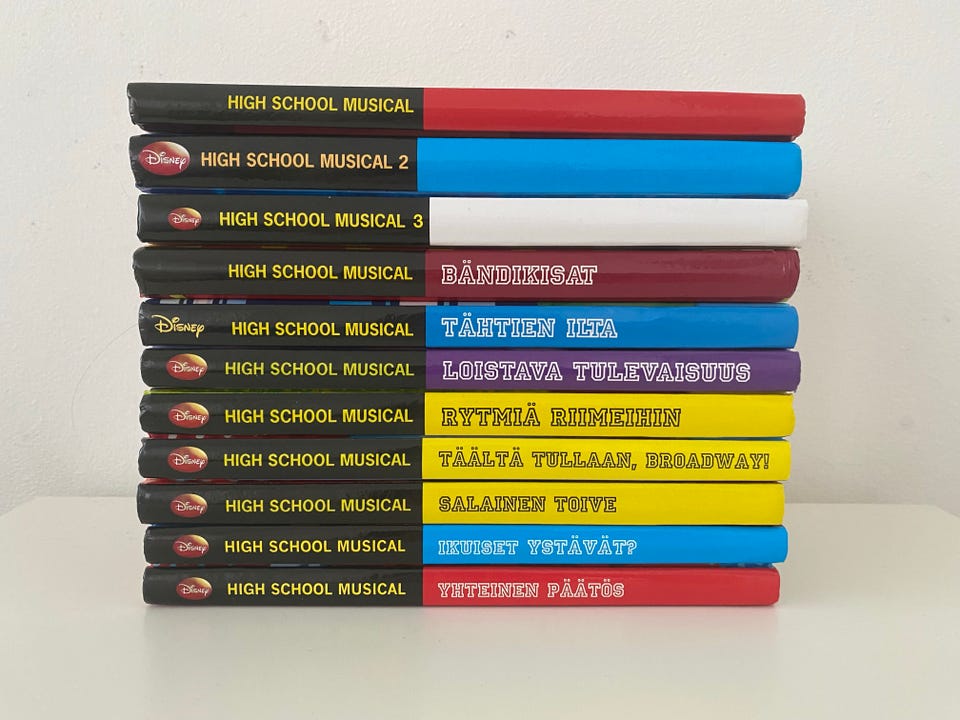 HIGH SCHOOL MUSICAL
Disney HIGH SCHOOL MUSICAL 2
Disney HIGH SCHOOL MUSICAL 3
HIGH SCHOOL MUSICAL BÄNDIKISAT
Disney HIGH SCHOOL MUSICAL TÄHTIEN ILTA
Disney HIGH SCHOOL MUSICAL LOISTAVA TULEVAISUUS
Disney HIGH SCHOOL MUSICAL RYTMIÄ RIIMEIHIN
Disney HIGH SCHOOL MUSICAL TÄÄLTÄ TULLAAN, BROADWAY!
Disney HIGH SCHOOL MUSICAL SALAINEN TOIVE
Disney HIGH SCHOOL MUSICAL IKUISET YSTÄVÄT?
Disney HIGH SCHOOL MUSICAL YHTEINEN PÄÄTÖS